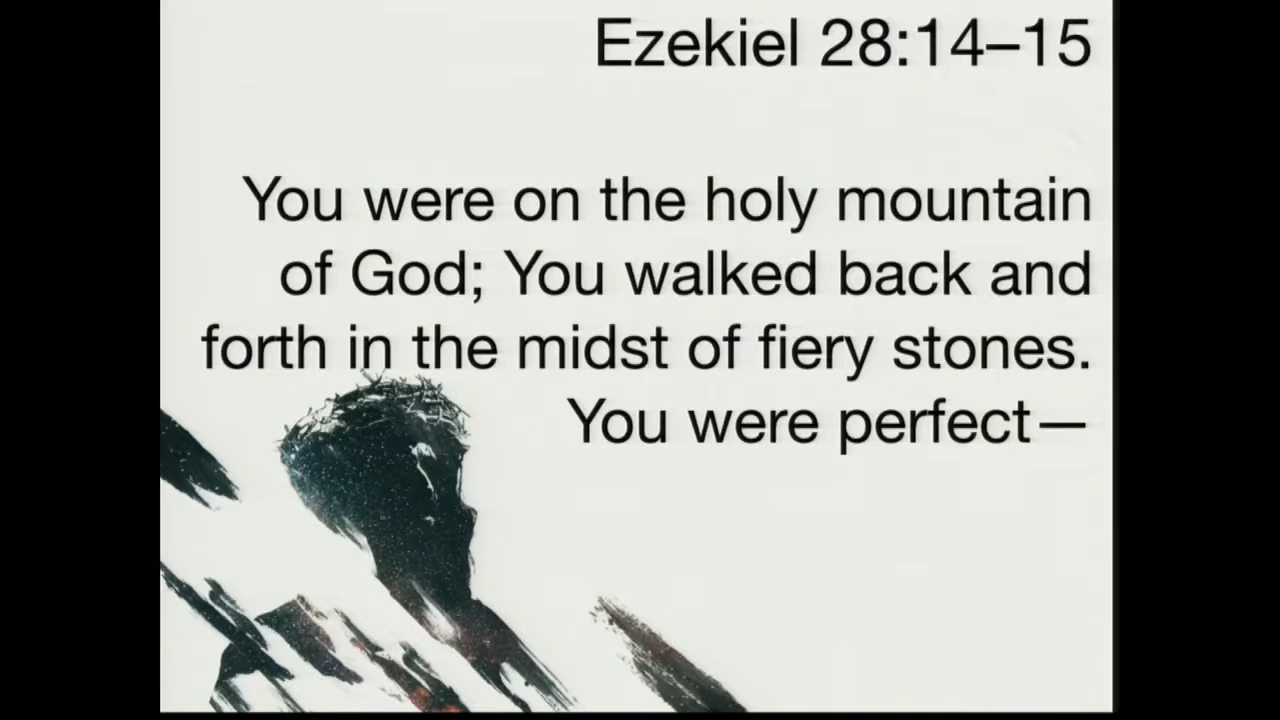 Ezekiel 28:14–15
You were on the holy mountain
of God; You walked back and
forth in the midst of fiery stones.
You were perfect—